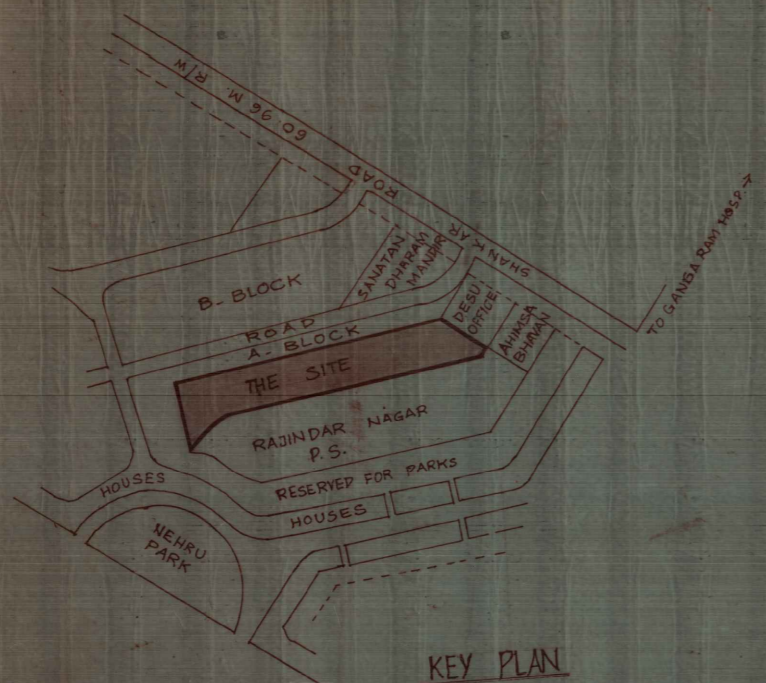 60.96 M. R/W
SHANKAR ROAD
TO GANGA RAM HOSP. →
SANATAN
DHARAM
MANDIR
B-BLOCK
DESU
OFFICE
AHIMSA
BHAVAN
ROAD
A-BLOCK
THE SITE
RAJINDAR NAGAR
P.S.
RESERVED FOR PARKS
HOUSES
HOUSES
NEHRU
PARK
KEY PLAN